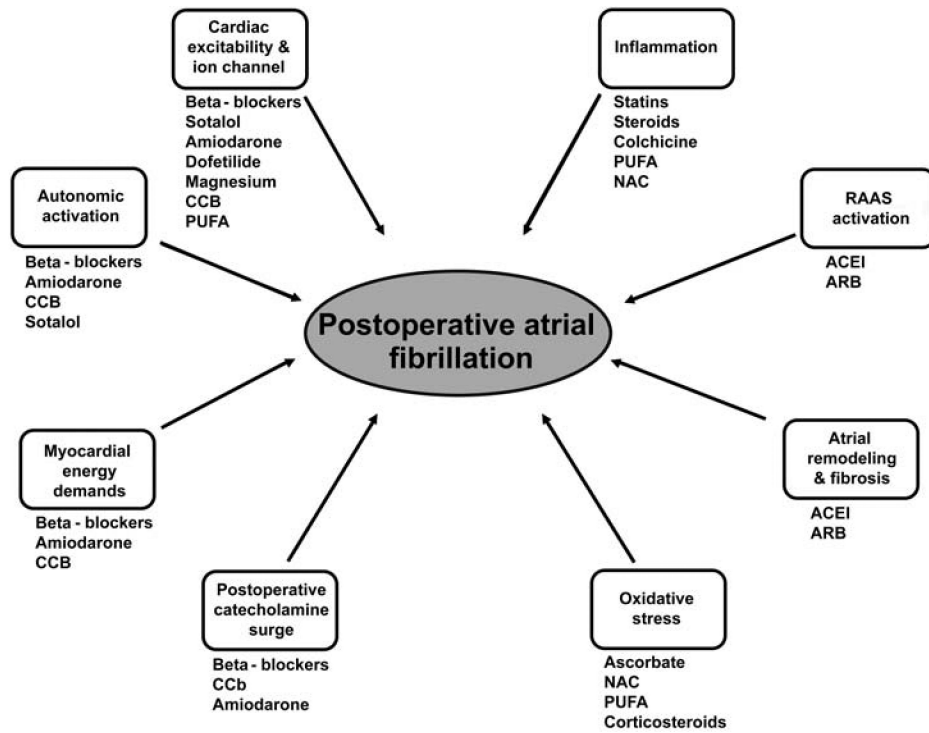 Cardiac
excitability &
ion channel
Beta - blockers
Sotalol
Amiodarone
Dofetilide
Magnesium
CCB
PUFA
Inflammation
Statins
Steroids
Colchicine
PUFA
NAC
Autonomic
activation
Beta - blockers
Amiodarone
CCB
Sotalol
RAAS
activation
ACEI
ARB
Postoperative atrial
fibrillation
Myocardial
energy
demands
Beta - blockers
Amiodarone
CCB
Atrial
remodeling
& fibrosis
ACEI
ARB
Postoperative
catecholamine
surge
Beta - blockers
CCb
Amiodarone
Oxidative
stress
Ascorbate
NAC
PUFA
Corticosteroids